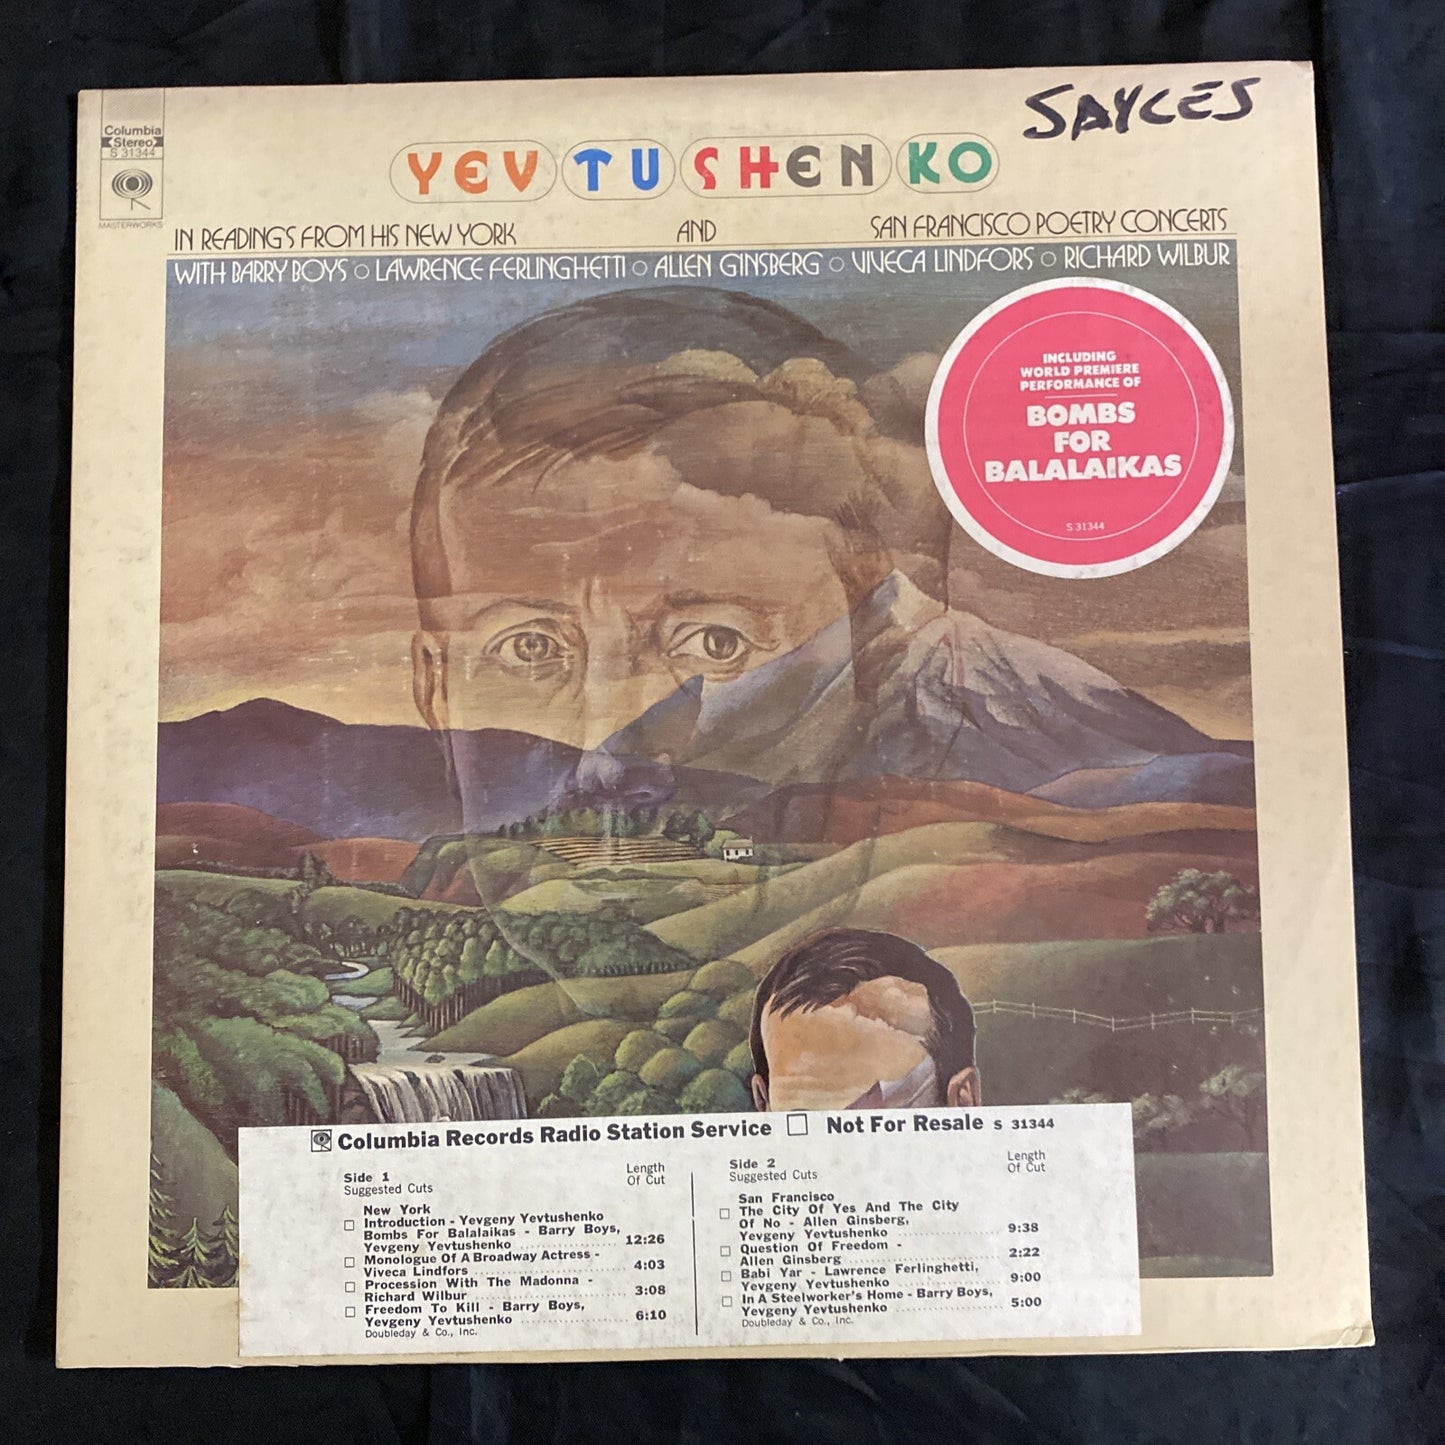 SAYCES
Columbia
Stereo
S 31344
MASTERWORKS
YEVTUSHENKO
IN READINGS FROM HIS NEW YORK AND SAN FRANCISCO POETRY CONCERTS
WITH BARRY BOYS ○ LAWRENCE FERLINGHETTI ○ ALLEN GINSBERG ○ VIVECA LINDFORS ○ RICHARD WILBUR
INCLUDING
WORLD PREMIERE
PERFORMANCE OF
BOMBS
FOR
BALALAIKAS
S 31344
Columbia Records Radio Station Service □ Not For Resale S 31344
Side 1
Suggested Cuts
Length
Of Cut
New York
□ Introduction - Yevgeny Yevtushenko
Bombs For Balalaikas - Barry Boys,
Yevgeny Yevtushenko .................. 12:26
□ Monologue Of A Broadway Actress -
Viveca Lindfors .......................... 4:03
□ Procession With The Madonna -
Richard Wilbur .......................... 3:08
□ Freedom To Kill - Barry Boys,
Yevgeny Yevtushenko .................. 6:10
Doubleday & Co., Inc.
Side 2
Suggested Cuts
Length
Of Cut
San Francisco
□ The City Of Yes And The City
Of No - Allen Ginsberg,
Yevgeny Yevtushenko .................. 9:38
□ Question Of Freedom -
Allen Ginsberg .......................... 2:22
□ Babi Yar - Lawrence Ferlinghetti,
Yevgeny Yevtushenko .................. 9:00
□ In A Steelworker's Home - Barry Boys,
Yevgeny Yevtushenko .................. 5:00
Doubleday & Co., Inc.